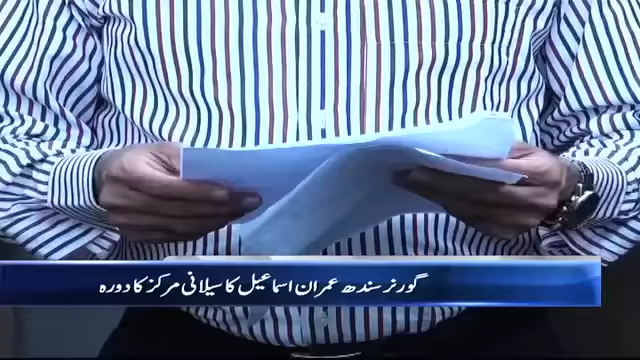 گورنر سندھ عمران اسماعیل کا سیلانی مرکز کا دورہ